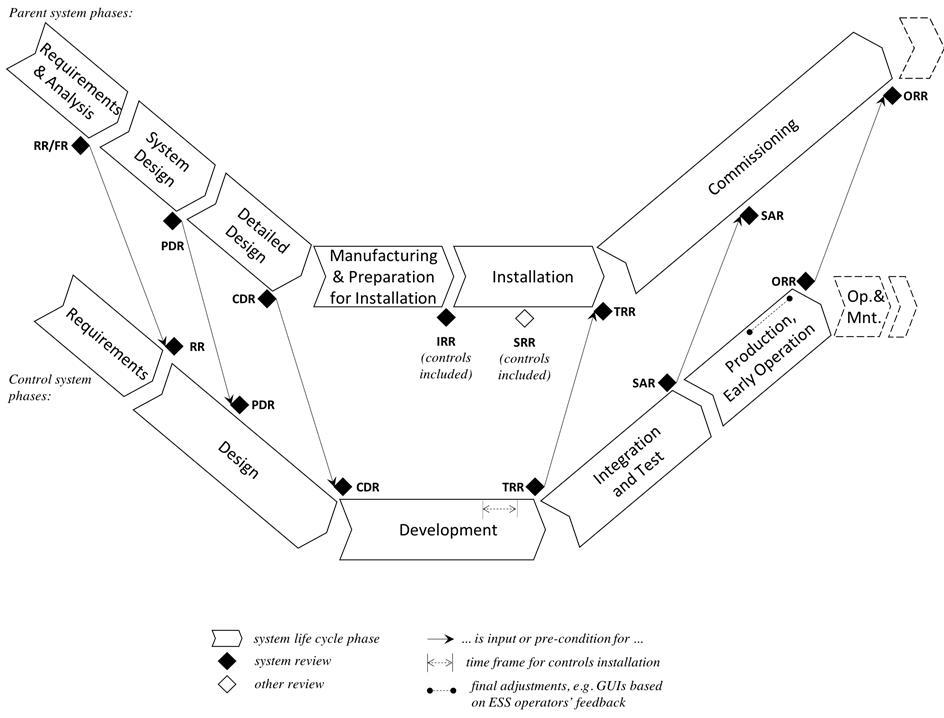 Parent system phases:
Requirements
& Analysis
RR/FR
System
Design
PDR
Detailed
Design
CDR
Manufacturing
& Preparation
for Installation
IRR
(controls
included)
Installation
SRR
(controls
included)
TRR
Commissioning
SAR
ORR
Control system
phases:
Requirements
RR
Design
PDR
CDR
Development
TRR
Integration
and Test
SAR
Production,
Early Operation
ORR
Op.&
Mnt.
system life cycle phase
system review
other review
... is input or pre-condition for ...
time frame for controls installation
final adjustments, e.g. GUIs based
on ESS operators' feedback